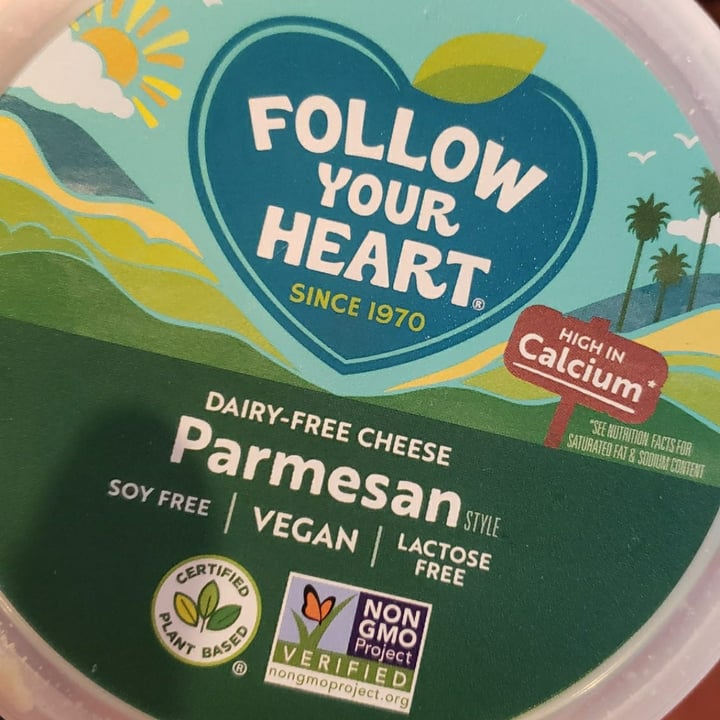 FOLLOW
YOUR
HEART®
SINCE 1970
HIGH IN
Calcium*
*SEE NUTRITION FACTS FOR
SATURATED FAT & SODIUM CONTENT
DAIRY-FREE CHEESE
Parmesan STYLE
SOY FREE | VEGAN | LACTOSE
FREE
CERTIFIED
PLANT BASED
®
NON
GMO
Project
VERIFIED
nongmoproject.org